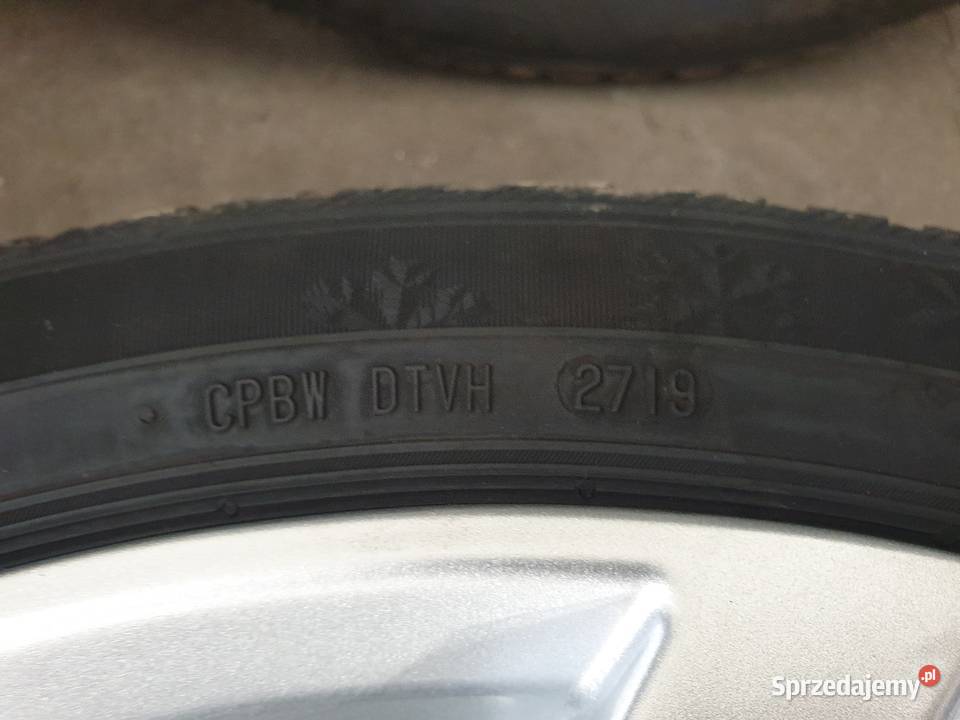 CPBW DTVH 2719
Sprzedajemy.pl